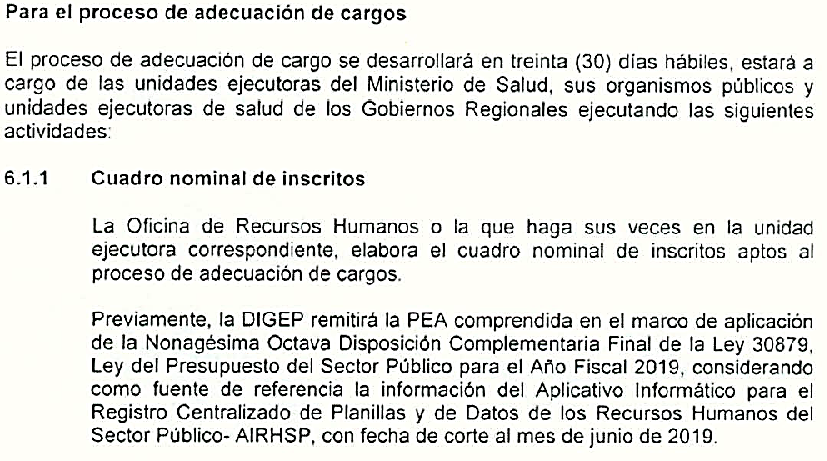 Para el proceso de adecuación de cargos
El proceso de adecuación de cargo se desarrollará en treinta (30) días hábiles, estará a
cargo de las unidades ejecutoras del Ministerio de Salud, sus organismos públicos y
unidades ejecutoras de salud de los Gobiernos Regionales ejecutando las siguientes
actividades:
6.1.1 Cuadro nominal de inscritos
La Oficina de Recursos Humanos o la que haga sus veces en la unidad
ejecutora correspondiente, elabora el cuadro nominal de inscritos aptos al
proceso de adecuación de cargos.
Previamente, la DIGEP remitirá la PEA comprendida en el marco de aplicación
de la Nonagésima Octava Disposición Complementaria Final de la Ley 30879,
Ley del Presupuesto del Sector Público para el Año Fiscal 2019, considerando
como fuente de referencia la información del Aplicativo Informático para el
Registro Centralizado de Planillas y de Datos de los Recursos Humanos del
Sector Público- AIRHSP, con fecha de corte al mes de junio de 2019.